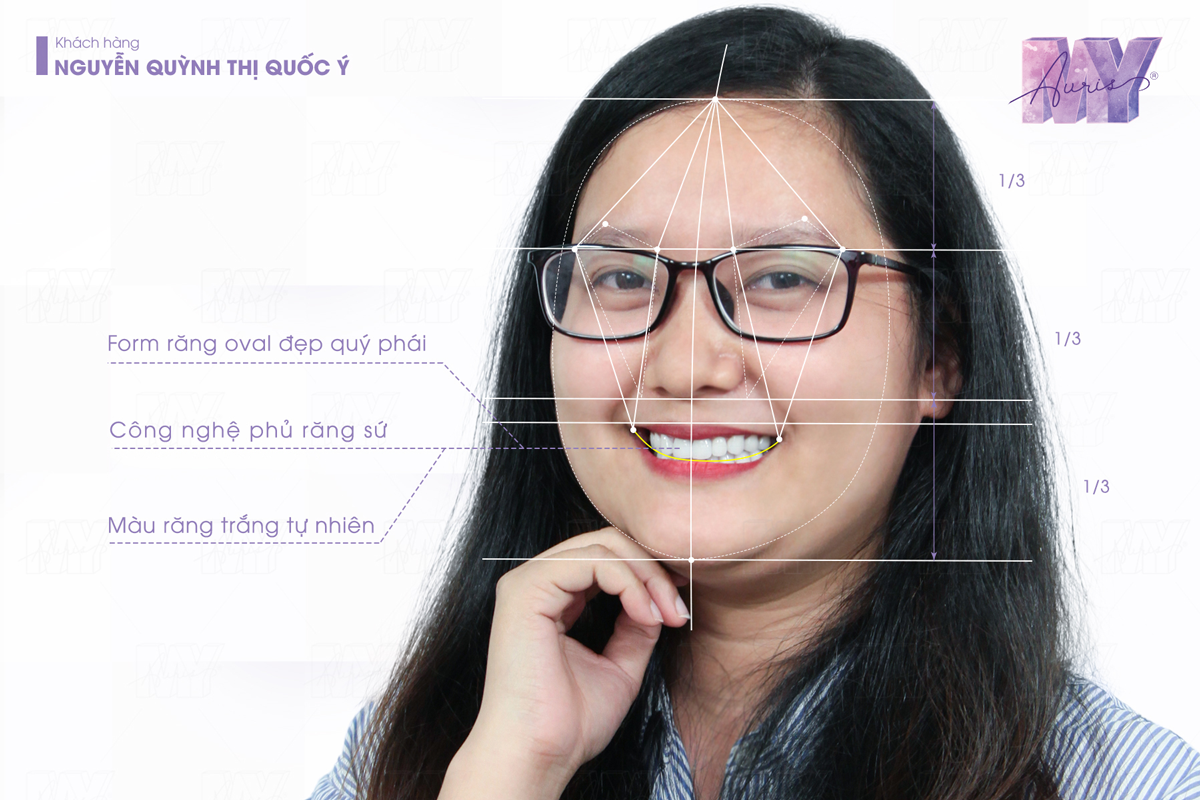 Khách hàng
NGUYỄN QUỲNH THỊ QUỐC Ý
MY
Auris
®
1/3
Form răng oval đẹp quý phái
1/3
Công nghệ phủ răng sứ
1/3
Màu răng trắng tự nhiên